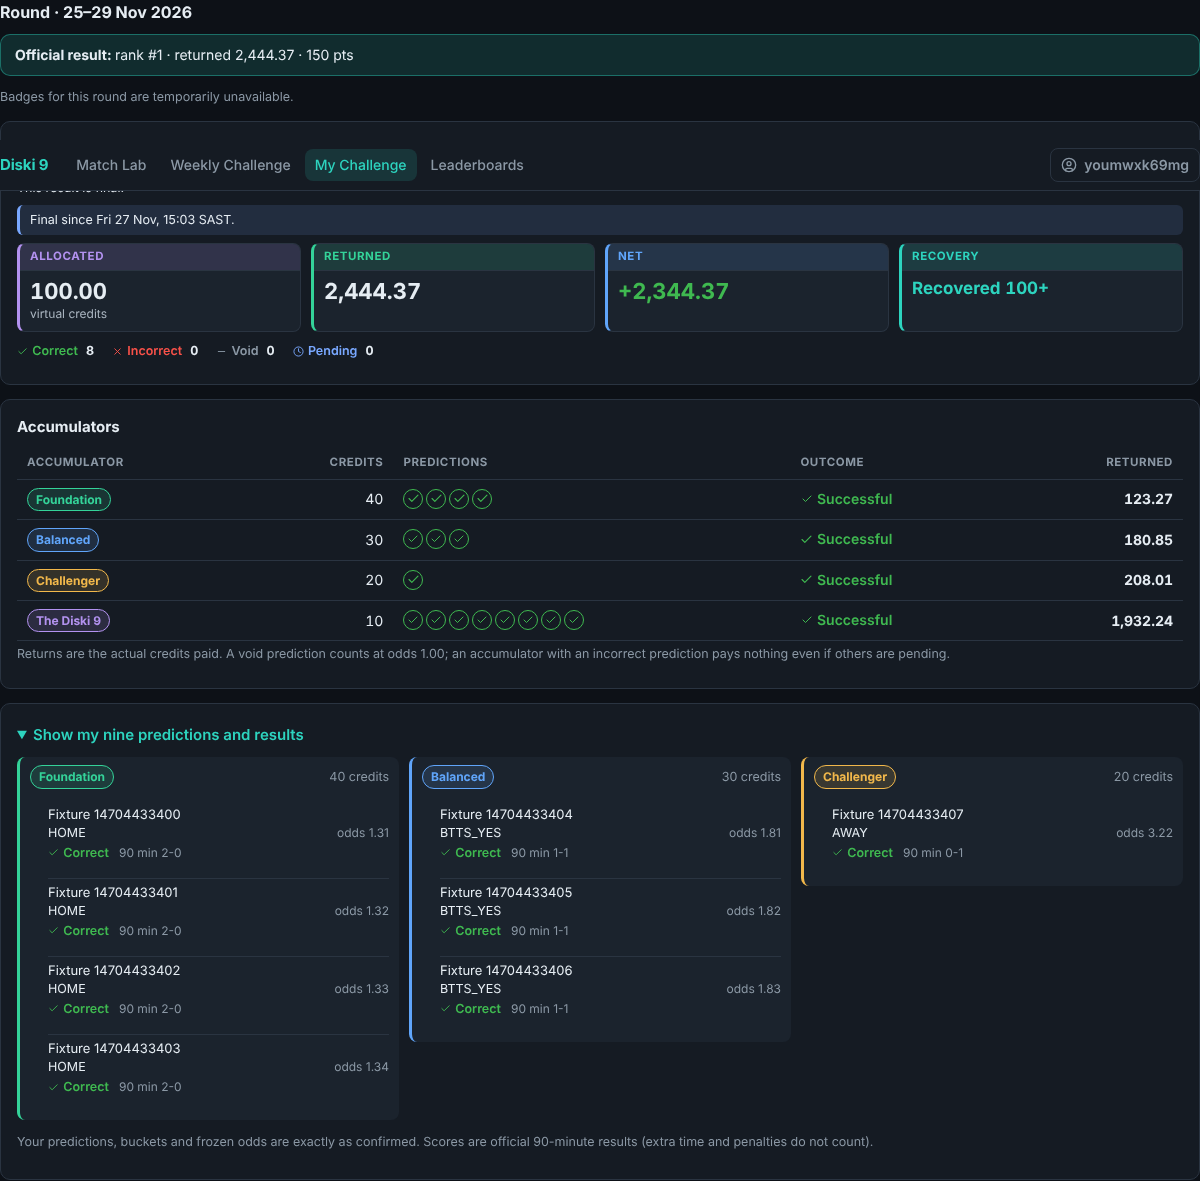 Round · 25–29 Nov 2026
Official result: rank #1 · returned 2,444.37 · 150 pts
Badges for this round are temporarily unavailable.
Diski 9 Match Lab Weekly Challenge My Challenge Leaderboards youmwxk69mg
Final since Fri 27 Nov, 15:03 SAST.
ALLOCATED RETURNED NET RECOVERY
100.00 2,444.37 +2,344.37 Recovered 100+
virtual credits
Correct 8 Incorrect 0 Void 0 Pending 0
Accumulators
ACCUMULATOR CREDITS PREDICTIONS OUTCOME RETURNED
Foundation 40 Successful 123.27
Balanced 30 Successful 180.85
Challenger 20 Successful 208.01
The Diski 9 10 Successful 1,932.24
Returns are the actual credits paid. A void prediction counts at odds 1.00; an accumulator with an incorrect prediction pays nothing even if others are pending.
Show my nine predictions and results
Foundation 40 credits
Fixture 14704433400
HOME odds 1.31
Correct 90 min 2-0
Fixture 14704433401
HOME odds 1.32
Correct 90 min 2-0
Fixture 14704433402
HOME odds 1.33
Correct 90 min 2-0
Fixture 14704433403
HOME odds 1.34
Correct 90 min 2-0
Balanced 30 credits
Fixture 14704433404
BTTS_YES odds 1.81
Correct 90 min 1-1
Fixture 14704433405
BTTS_YES odds 1.82
Correct 90 min 1-1
Fixture 14704433406
BTTS_YES odds 1.83
Correct 90 min 1-1
Challenger 20 credits
Fixture 14704433407
AWAY odds 3.22
Correct 90 min 0-1
Your predictions, buckets and frozen odds are exactly as confirmed. Scores are official 90-minute results (extra time and penalties do not count).